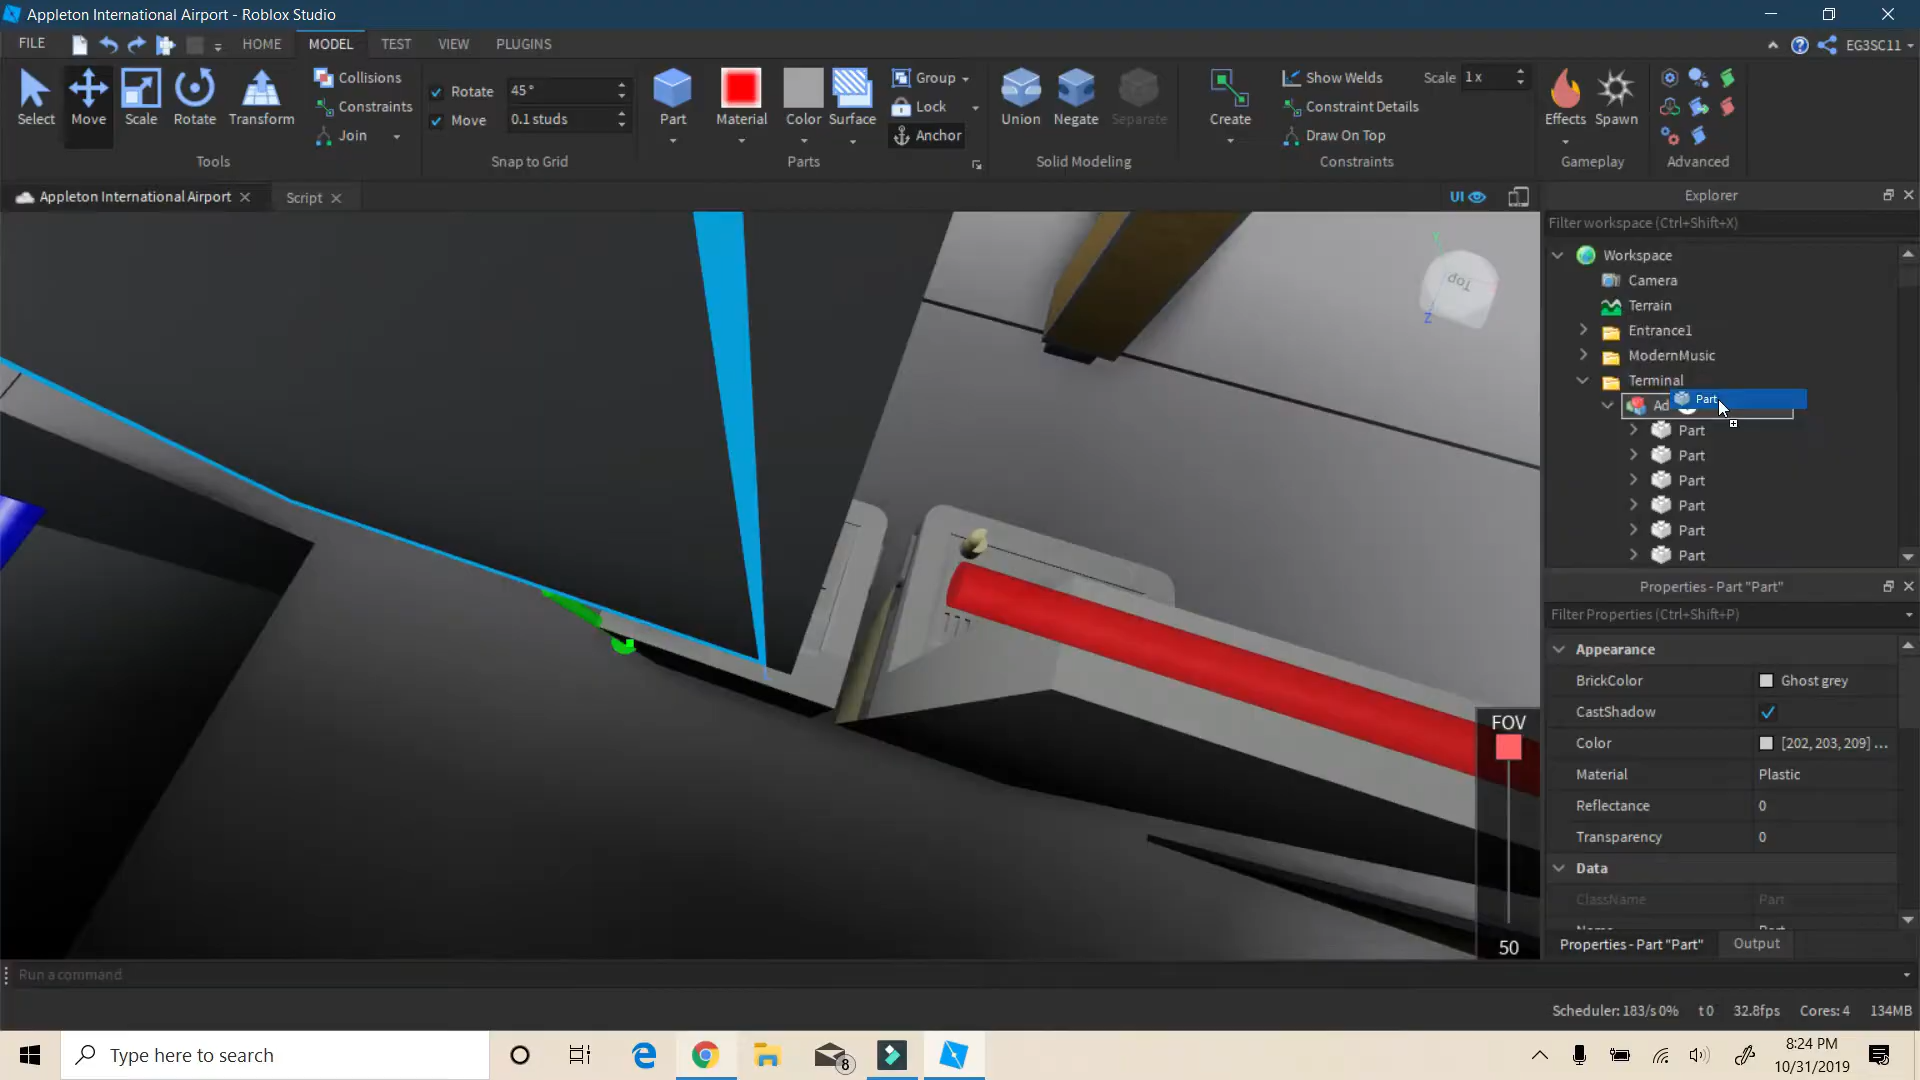 Appleton International Airport - Roblox Studio
FILE HOME MODEL TEST VIEW PLUGINS EG3SC11
Select Move Scale Rotate Transform
Collisions
Constraints
Join
Tools
Rotate 45°
Move 0.1 studs
Snap to Grid
Part Material Color Surface
Group
Lock
Anchor
Parts
Union Negate Separate
Solid Modeling
Create
Show Welds Scale 1 x
Constraint Details
Draw On Top
Constraints
Effects Spawn
Gameplay
Advanced
Appleton International Airport Script
UI
Top
Y
Z
FOV
50
Explorer
Filter workspace (Ctrl+Shift+X)
Workspace
Camera
Terrain
Entrance1
ModernMusic
Terminal
Part
Ad
Part
Part
Part
Part
Part
Part
Properties - Part "Part"
Filter Properties (Ctrl+Shift+P)
Appearance
BrickColor Ghost grey
CastShadow
Color [202, 203, 209] ...
Material Plastic
Reflectance 0
Transparency 0
Data
ClassName Part
Properties - Part "Part" Output
Run a command
Scheduler: 183/s 0% t 0 32.8fps Cores: 4 134MB
Type here to search
8
8:24 PM
10/31/2019